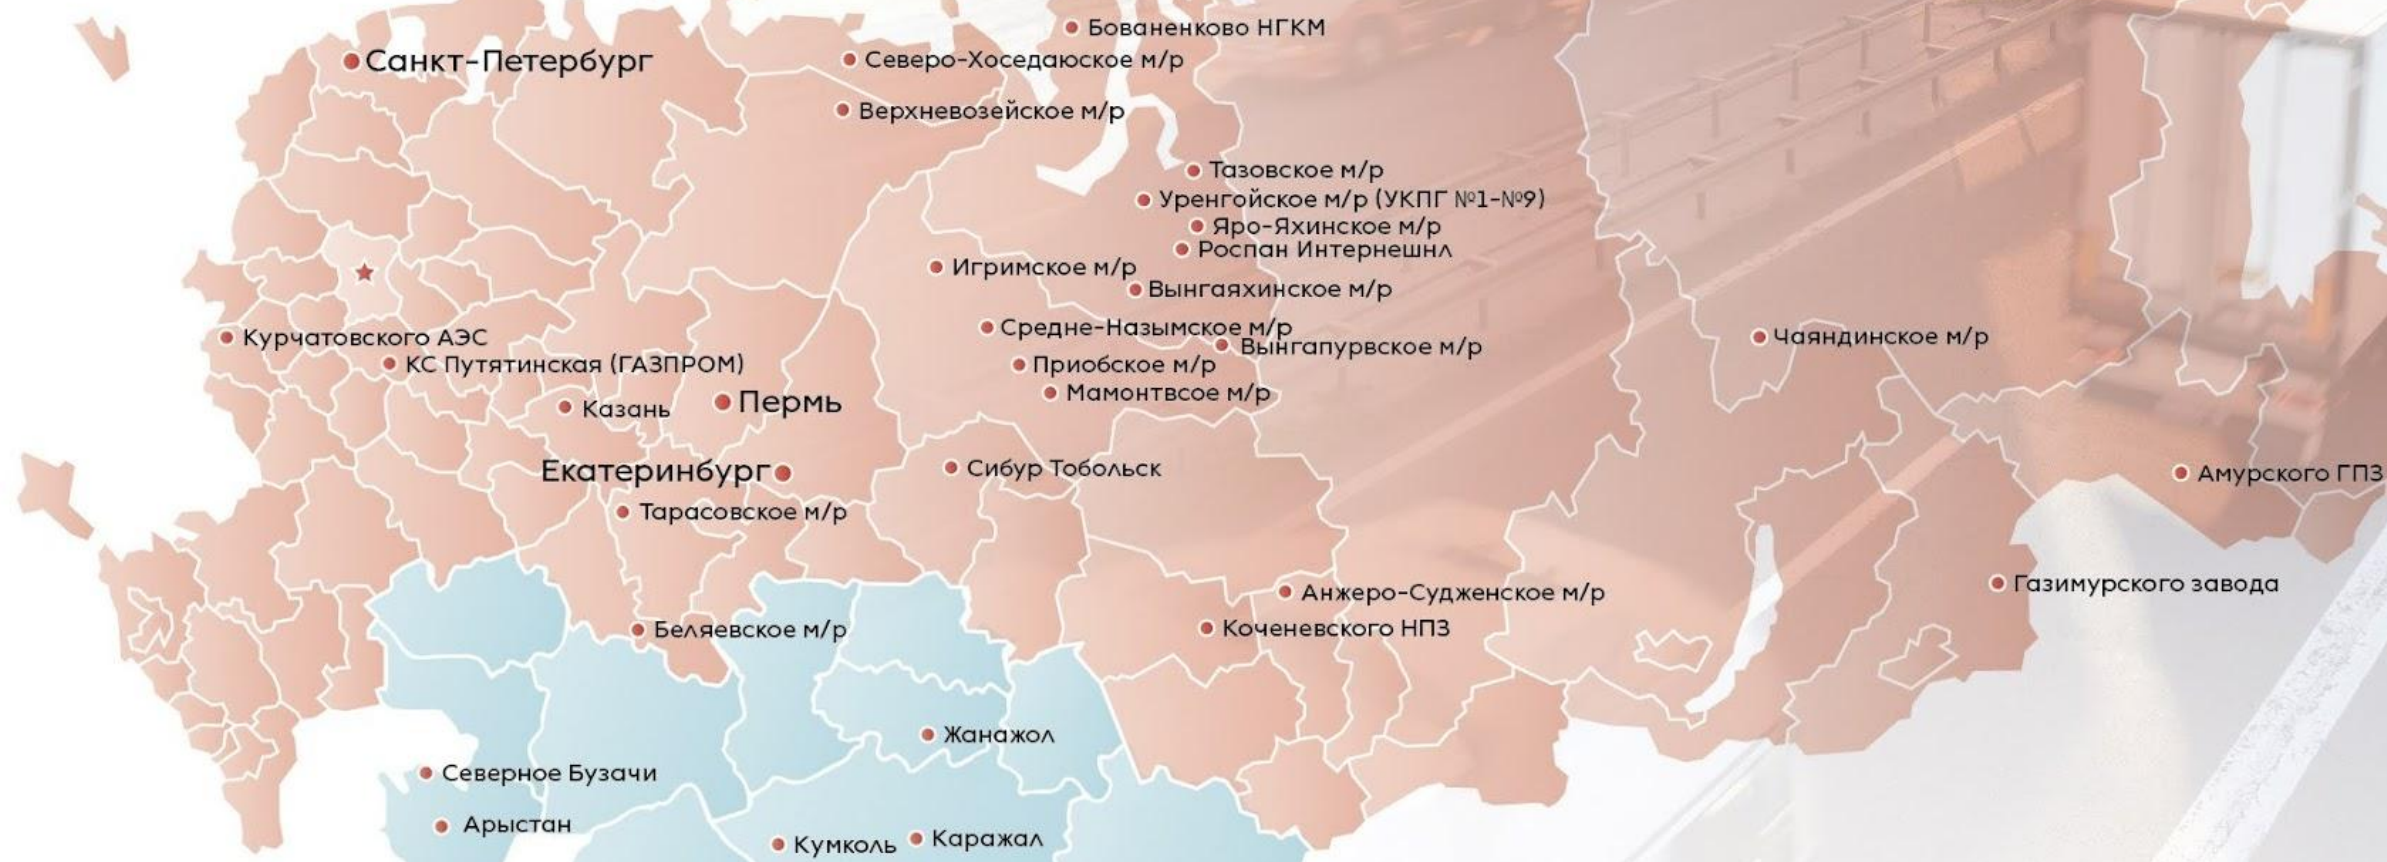 Бованенково НГКМ
Санкт-Петербург
Северо-Хоседаюское м/р
Верхневозейское м/р
Тазовское м/р
Уренгойское м/р (УКПГ №1-№9)
Яро-Яхинское м/р
Роспан Интернешнл
Игримское м/р
Вынгаяхинское м/р
Средне-Назымское м/р
Курчатовского АЭС
Чаяндинское м/р
Вынгапурвское м/р
КС Путятинская (ГАЗПРОМ)
Приобское м/р
Мамонтвсое м/р
Казань
Пермь
Екатеринбург
Сибур Тобольск
Амурского ГПЗ
Тарасовское м/р
Газимурского завода
Анжеро-Судженское м/р
Беляевское м/р
Коченевского НПЗ
Жанажол
Северное Бузачи
Арыстан
Кумколь
Каражал